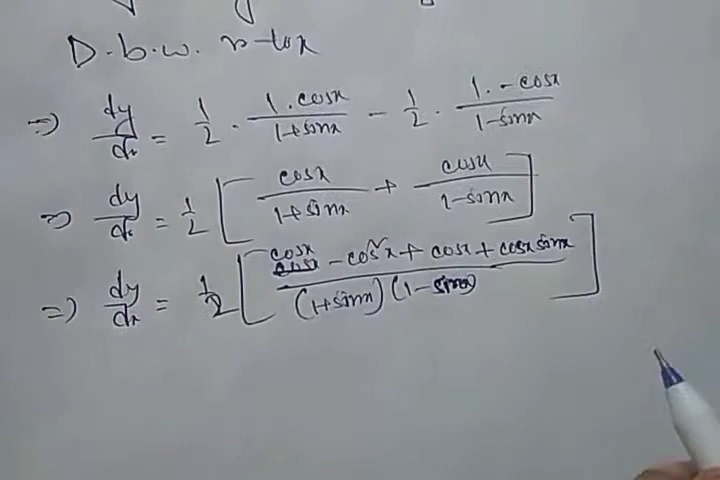 D.b.w. r to x
⇒ dy/dx = 1/2 · 1.cosx/1+sinx − 1/2 · 1.-cosx/1-sinx
⇒ dy/dx = 1/2 [ cosx/1+sinx + cosx/1-sinx ]
⇒ dy/dx = 1/2 [ cosx - cos²x + cosx + cosx sinx/(1+sinx)(1-sinx) ]